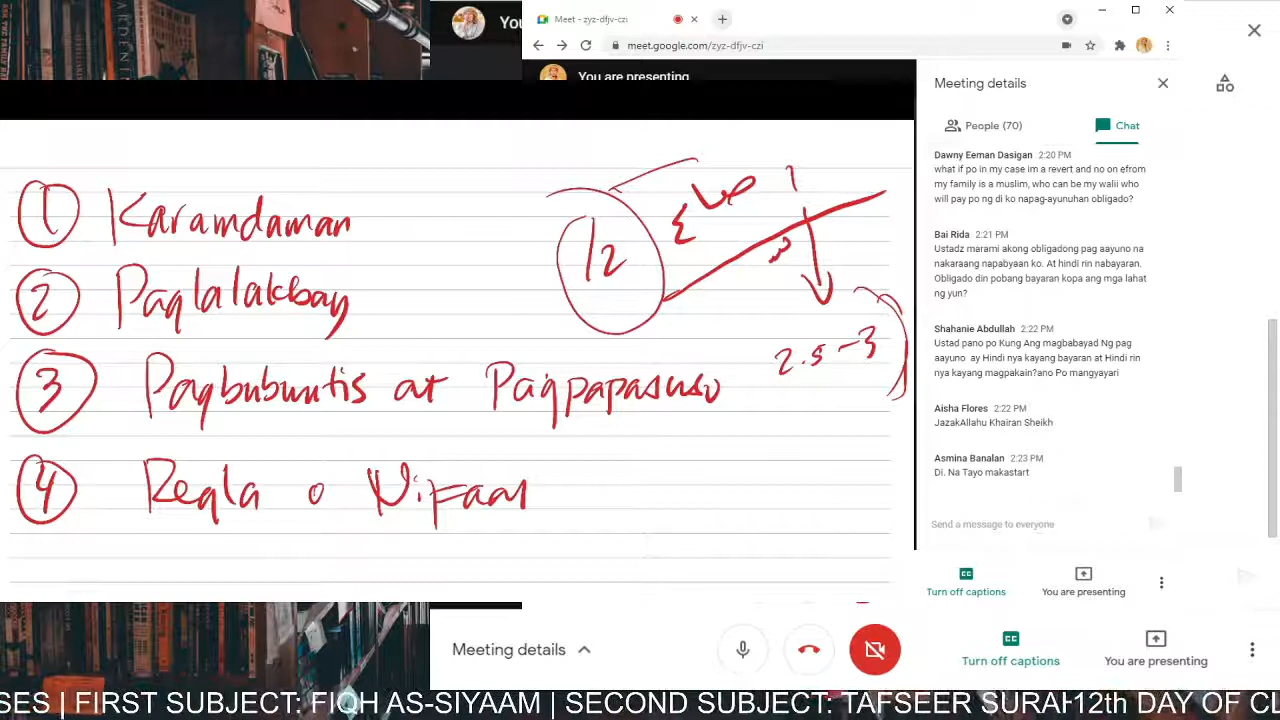 ARDEN
You
Meet - zyz-dfjv-czi
meet.google.com/zyz-dfjv-czi
You are presenting
Meeting details
People (70)
Chat
Dawny Eernan Dasigan 2:20 PM
what if po in my case im a revert and no on efrom
my family is a muslim, who can be my walii who
will pay po ng di ko napag-ayunuhan obligado?
Bai Rida 2:21 PM
Ustadz marami akong obligadong pag aayuno na
nakaraang napabyaan ko. At hindi rin nabayaran.
Obligado din pobang bayaran kopa ang mga lahat
ng yun?
Shahanie Abdullah 2:22 PM
Ustad pano po Kung Ang magbabayad Ng pag
aayuno ay Hindi nya kayang bayaran at Hindi rin
nya kayang magpakain?ano Po mangyayari
Aisha Flores 2:22 PM
JazakAllahu Khairan Sheikh
Asmina Banalan 2:23 PM
Di. Na Tayo makastart
Send a message to everyone
Turn off captions
You are presenting
1 Karamdaman
2 Paglalakbay
3 Pagbubuntis at Pagpapasuso
4 Regla o Nifaas
12
2.5-3
Meeting details
Turn off captions
You are presenting
SES | FIRST SUBJECT: FIQH AS-SIYAAM | SECOND SUBJECT: TAFSEER SURAH 12th DAY OF CL